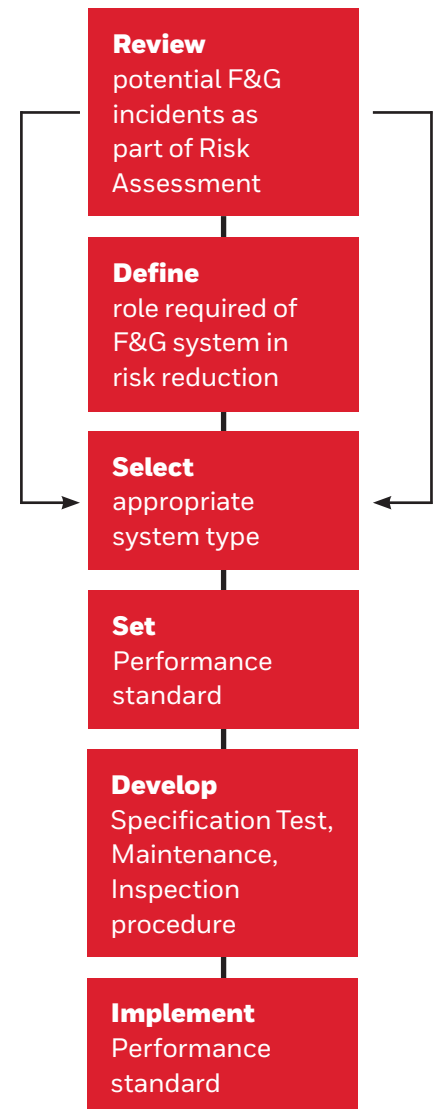 Review
potential F&G
incidents as
part of Risk
Assessment
Define
role required of
F&G system in
risk reduction
Select
appropriate
system type
Set
Performance
standard
Develop
Specification Test,
Maintenance,
Inspection
procedure
Implement
Performance
standard